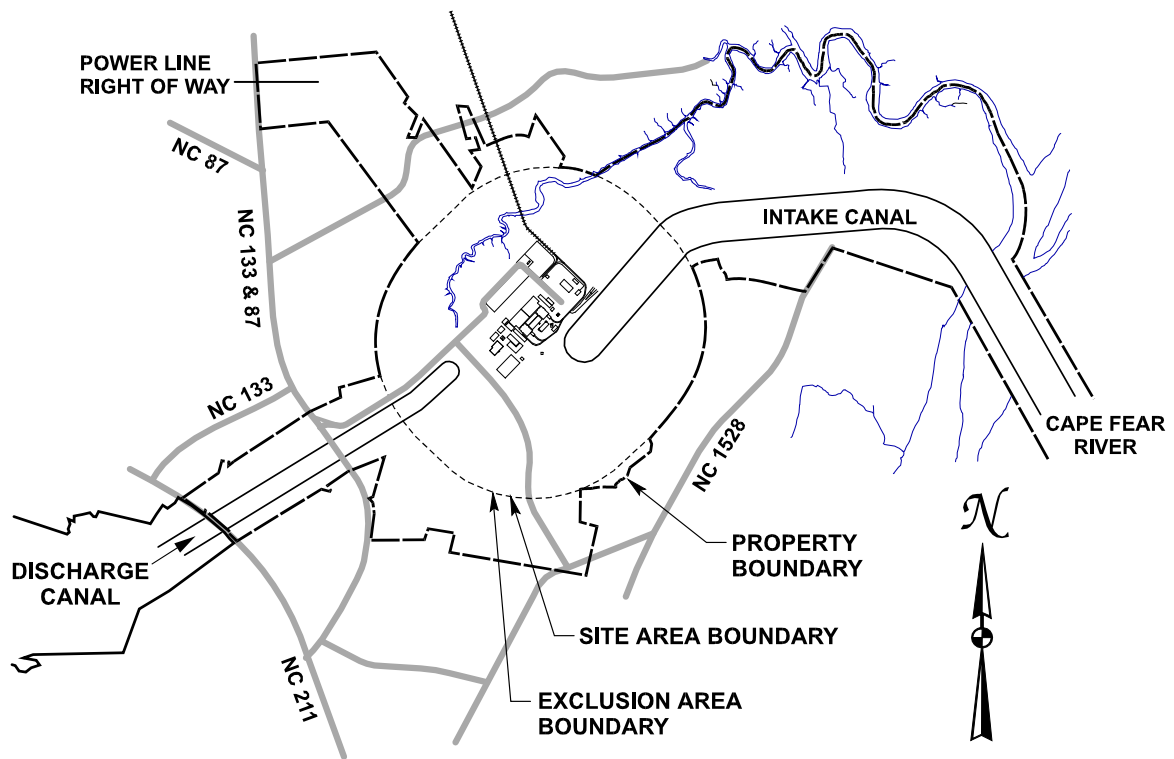 POWER LINE
RIGHT OF WAY
NC 87
NC 133 & 87
INTAKE CANAL
NC 133
CAPE FEAR
RIVER
NC 1528
N
PROPERTY
BOUNDARY
DISCHARGE
CANAL
SITE AREA BOUNDARY
NC 211
EXCLUSION AREA
BOUNDARY